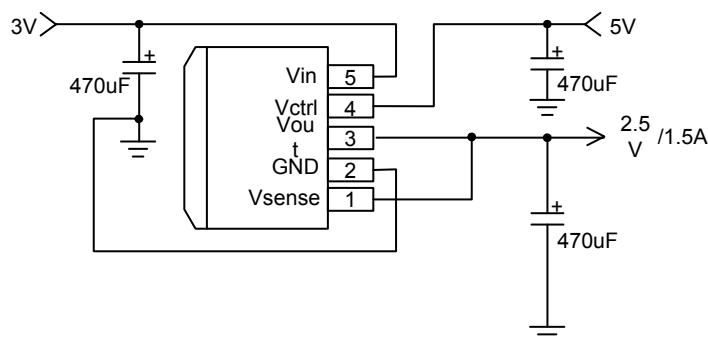 3V
5V
+
470uF
+
470uF
Vin 5
Vctrl 4
Vou
t
3
GND 2
Vsense 1
2.5
V
/1.5A
+
470uF